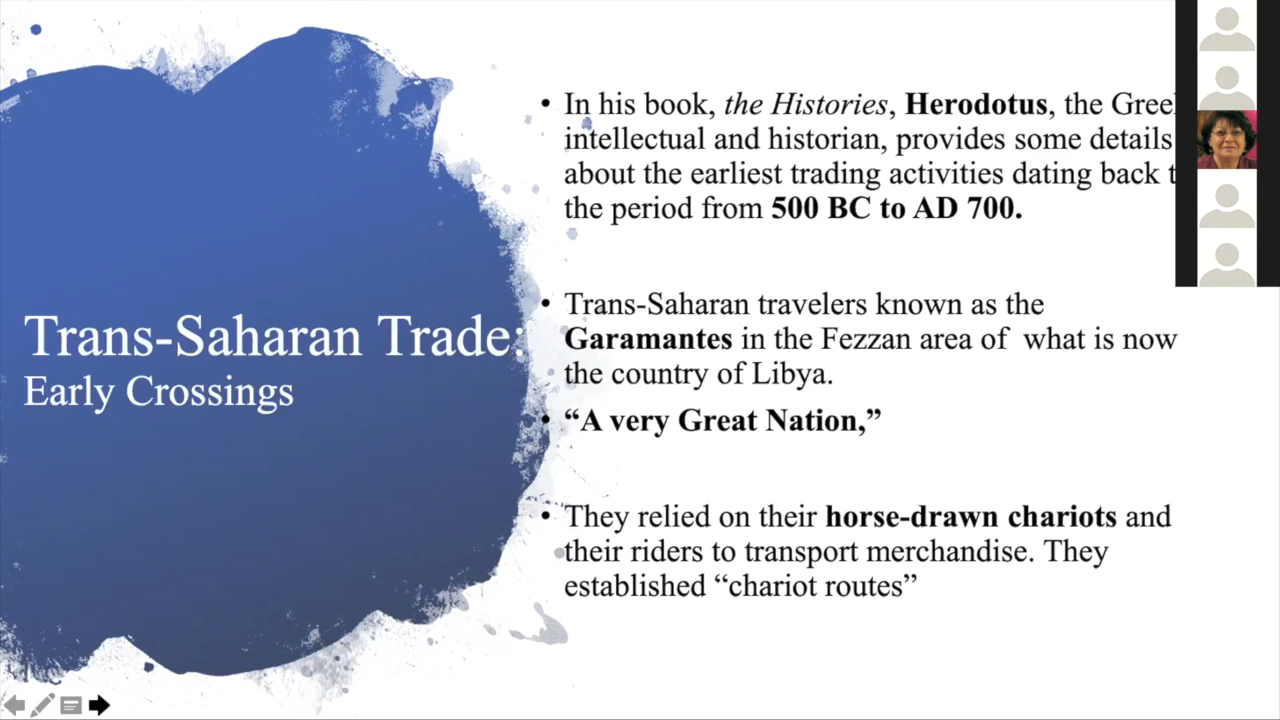 Trans-Saharan Trade:
Early Crossings
• In his book, the Histories, Herodotus, the Gree
intellectual and historian, provides some details
about the earliest trading activities dating back t
the period from 500 BC to AD 700.
• Trans-Saharan travelers known as the
Garamantes in the Fezzan area of what is now
the country of Libya.
• “A very Great Nation,”
• They relied on their horse-drawn chariots and
their riders to transport merchandise. They
established “chariot routes”